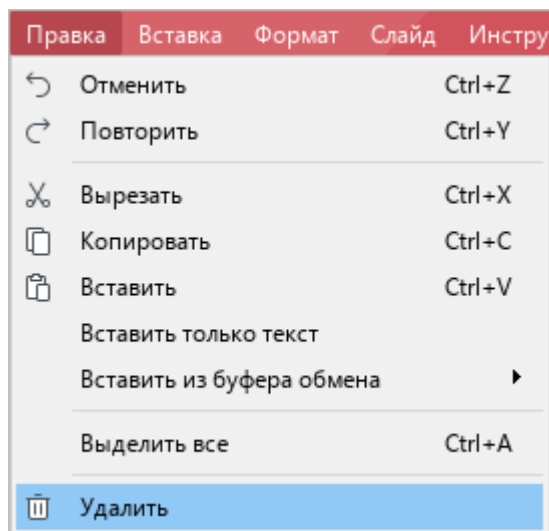 Правка Вставка Формат Слайд Инстру
Отменить Ctrl+Z
Повторить Ctrl+Y
Вырезать Ctrl+X
Копировать Ctrl+C
Вставить Ctrl+V
Вставить только текст
Вставить из буфера обмена
Выделить все Ctrl+A
Удалить